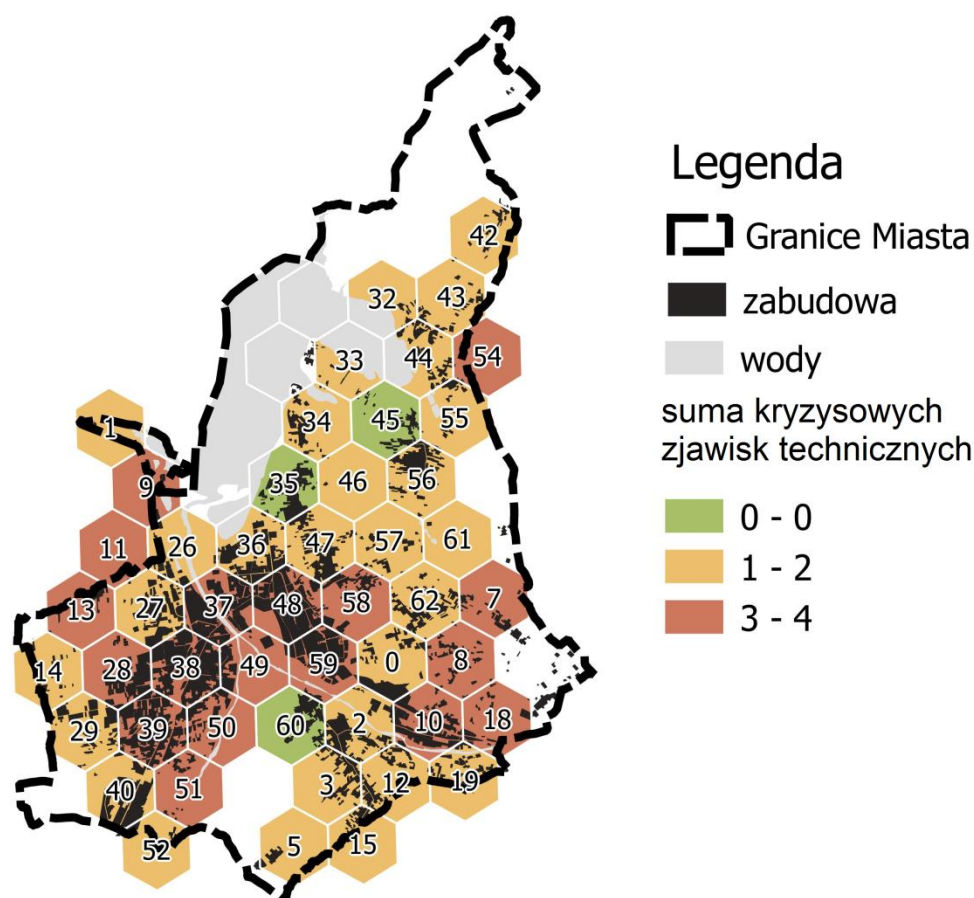 Legenda
Granice Miasta
zabudowa
wody
suma kryzysowych
zjawisk technicznych
0 - 0
1 - 2
3 - 4
42
32 43
33 44 54
1 34 45 55
9 35 46 56
11 26 36 47 57 61
13 27 37 48 58 62 7
14 28 38 49 59 0 8
29 39 50 60 2 10 18
40 51 3 12 19
52 5 15